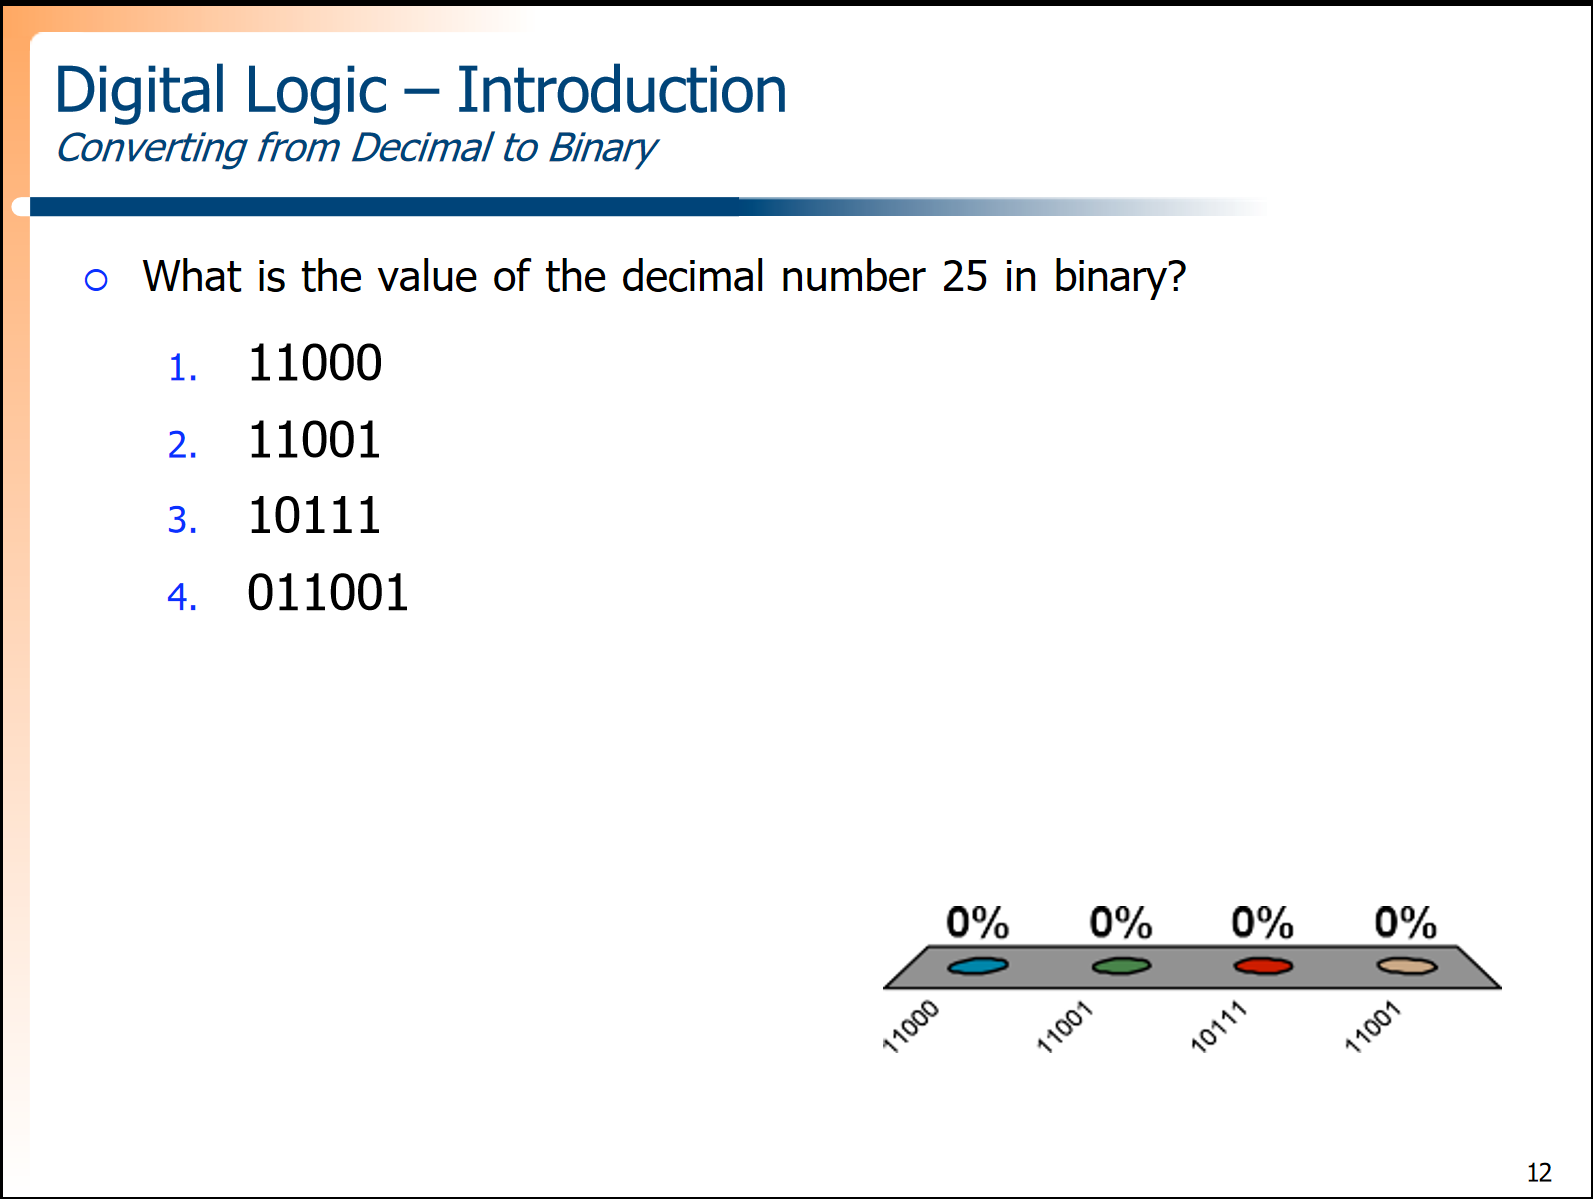 Digital Logic – Introduction
Converting from Decimal to Binary
What is the value of the decimal number 25 in binary?
1. 11000
2. 11001
3. 10111
4. 011001
0% 0% 0% 0%
11000 11001 10111 11001
12